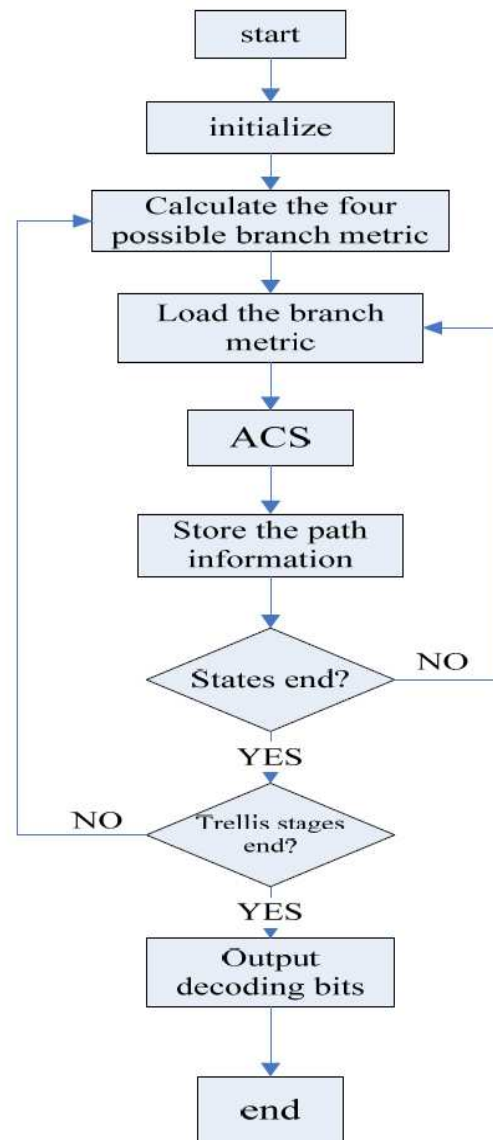 start
initialize
Calculate the four
possible branch metric
Load the branch
metric
ACS
Store the path
information
States end?
NO
YES
NO
Trellis stages
end?
YES
Output
decoding bits
end